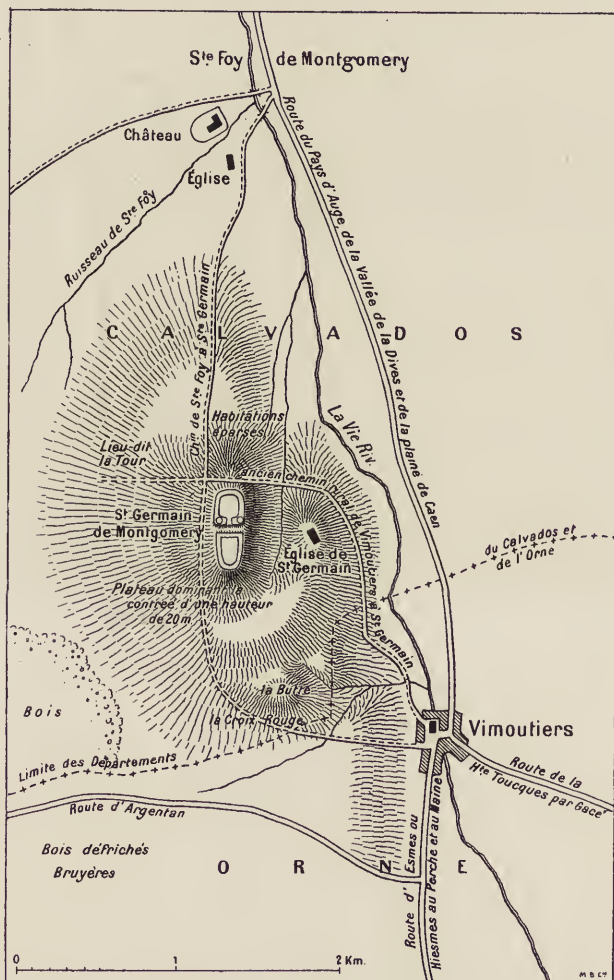 Ste Foy de Montgomery
Château
Église
Route du Pays d'Auge, de la Vallée de la Dives et de la plaine de Caen
Ruisseau de Ste Foy
CALVADOS
Chin de Ste Foy à St Germain
Habitations
éparses
La Vie Riv.
Lieu-dit
la Tour
ancien chemin rural de Vimoutiers à St Germain
St Germain
de Montgomery
Église de
St Germain
du Calvados et
de l'Orne
Plateau dominant la
contrée d'une hauteur
de 20m.
Bois
la Butte
la Croix-Rouge
Vimoutiers
Limite des Départements
Route de la
Hte Toucques par Gacé
Route d'Argentan
Bois défrichés
Bruyères
ORNE
Route d'Esmes ou
Hiesmes au Perche et au Maine
0 1 2 Km.